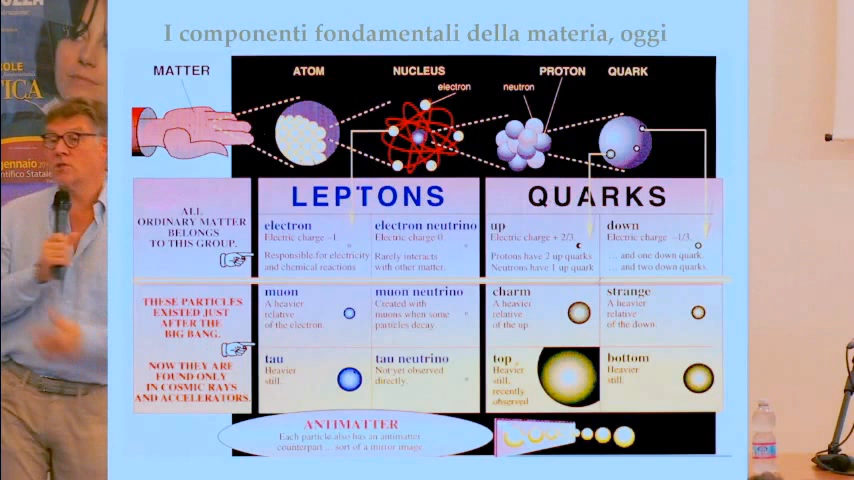 I componenti fondamentali della materia, oggi
MATTER
ATOM
NUCLEUS
PROTON
QUARK
electron
neutron
LEPTONS
QUARKS
ALL
ORDINARY MATTER
BELONGS
TO THIS GROUP.
electron
Electric charge −1.
Responsible for electricity
and chemical reactions
electron neutrino
Electric charge 0.
Rarely interacts
with other matter.
up
Electric charge + 2/3.
Protons have 2 up quarks
Neutrons have 1 up quark
down
Electric charge −1/3.
... and one down quark.
... and two down quarks.
THESE PARTICLES
EXISTED JUST
AFTER THE
BIG BANG.
NOW THEY ARE
FOUND ONLY
IN COSMIC RAYS
AND ACCELERATORS.
muon
A heavier
relative
of the electron.
muon neutrino
Created with
muons when some
particles decay.
charm
A heavier
relative
of the up.
strange
A heavier
relative
of the down.
tau
Heavier
still.
tau neutrino
Not yet observed
directly.
top
Heavier
still,
recently
observed
bottom
Heavier
still.
ANTIMATTER
Each particle also has an antimatter
counterpart ... sort of a mirror image.
OLE
TICA
gennaio
ntifico Statale